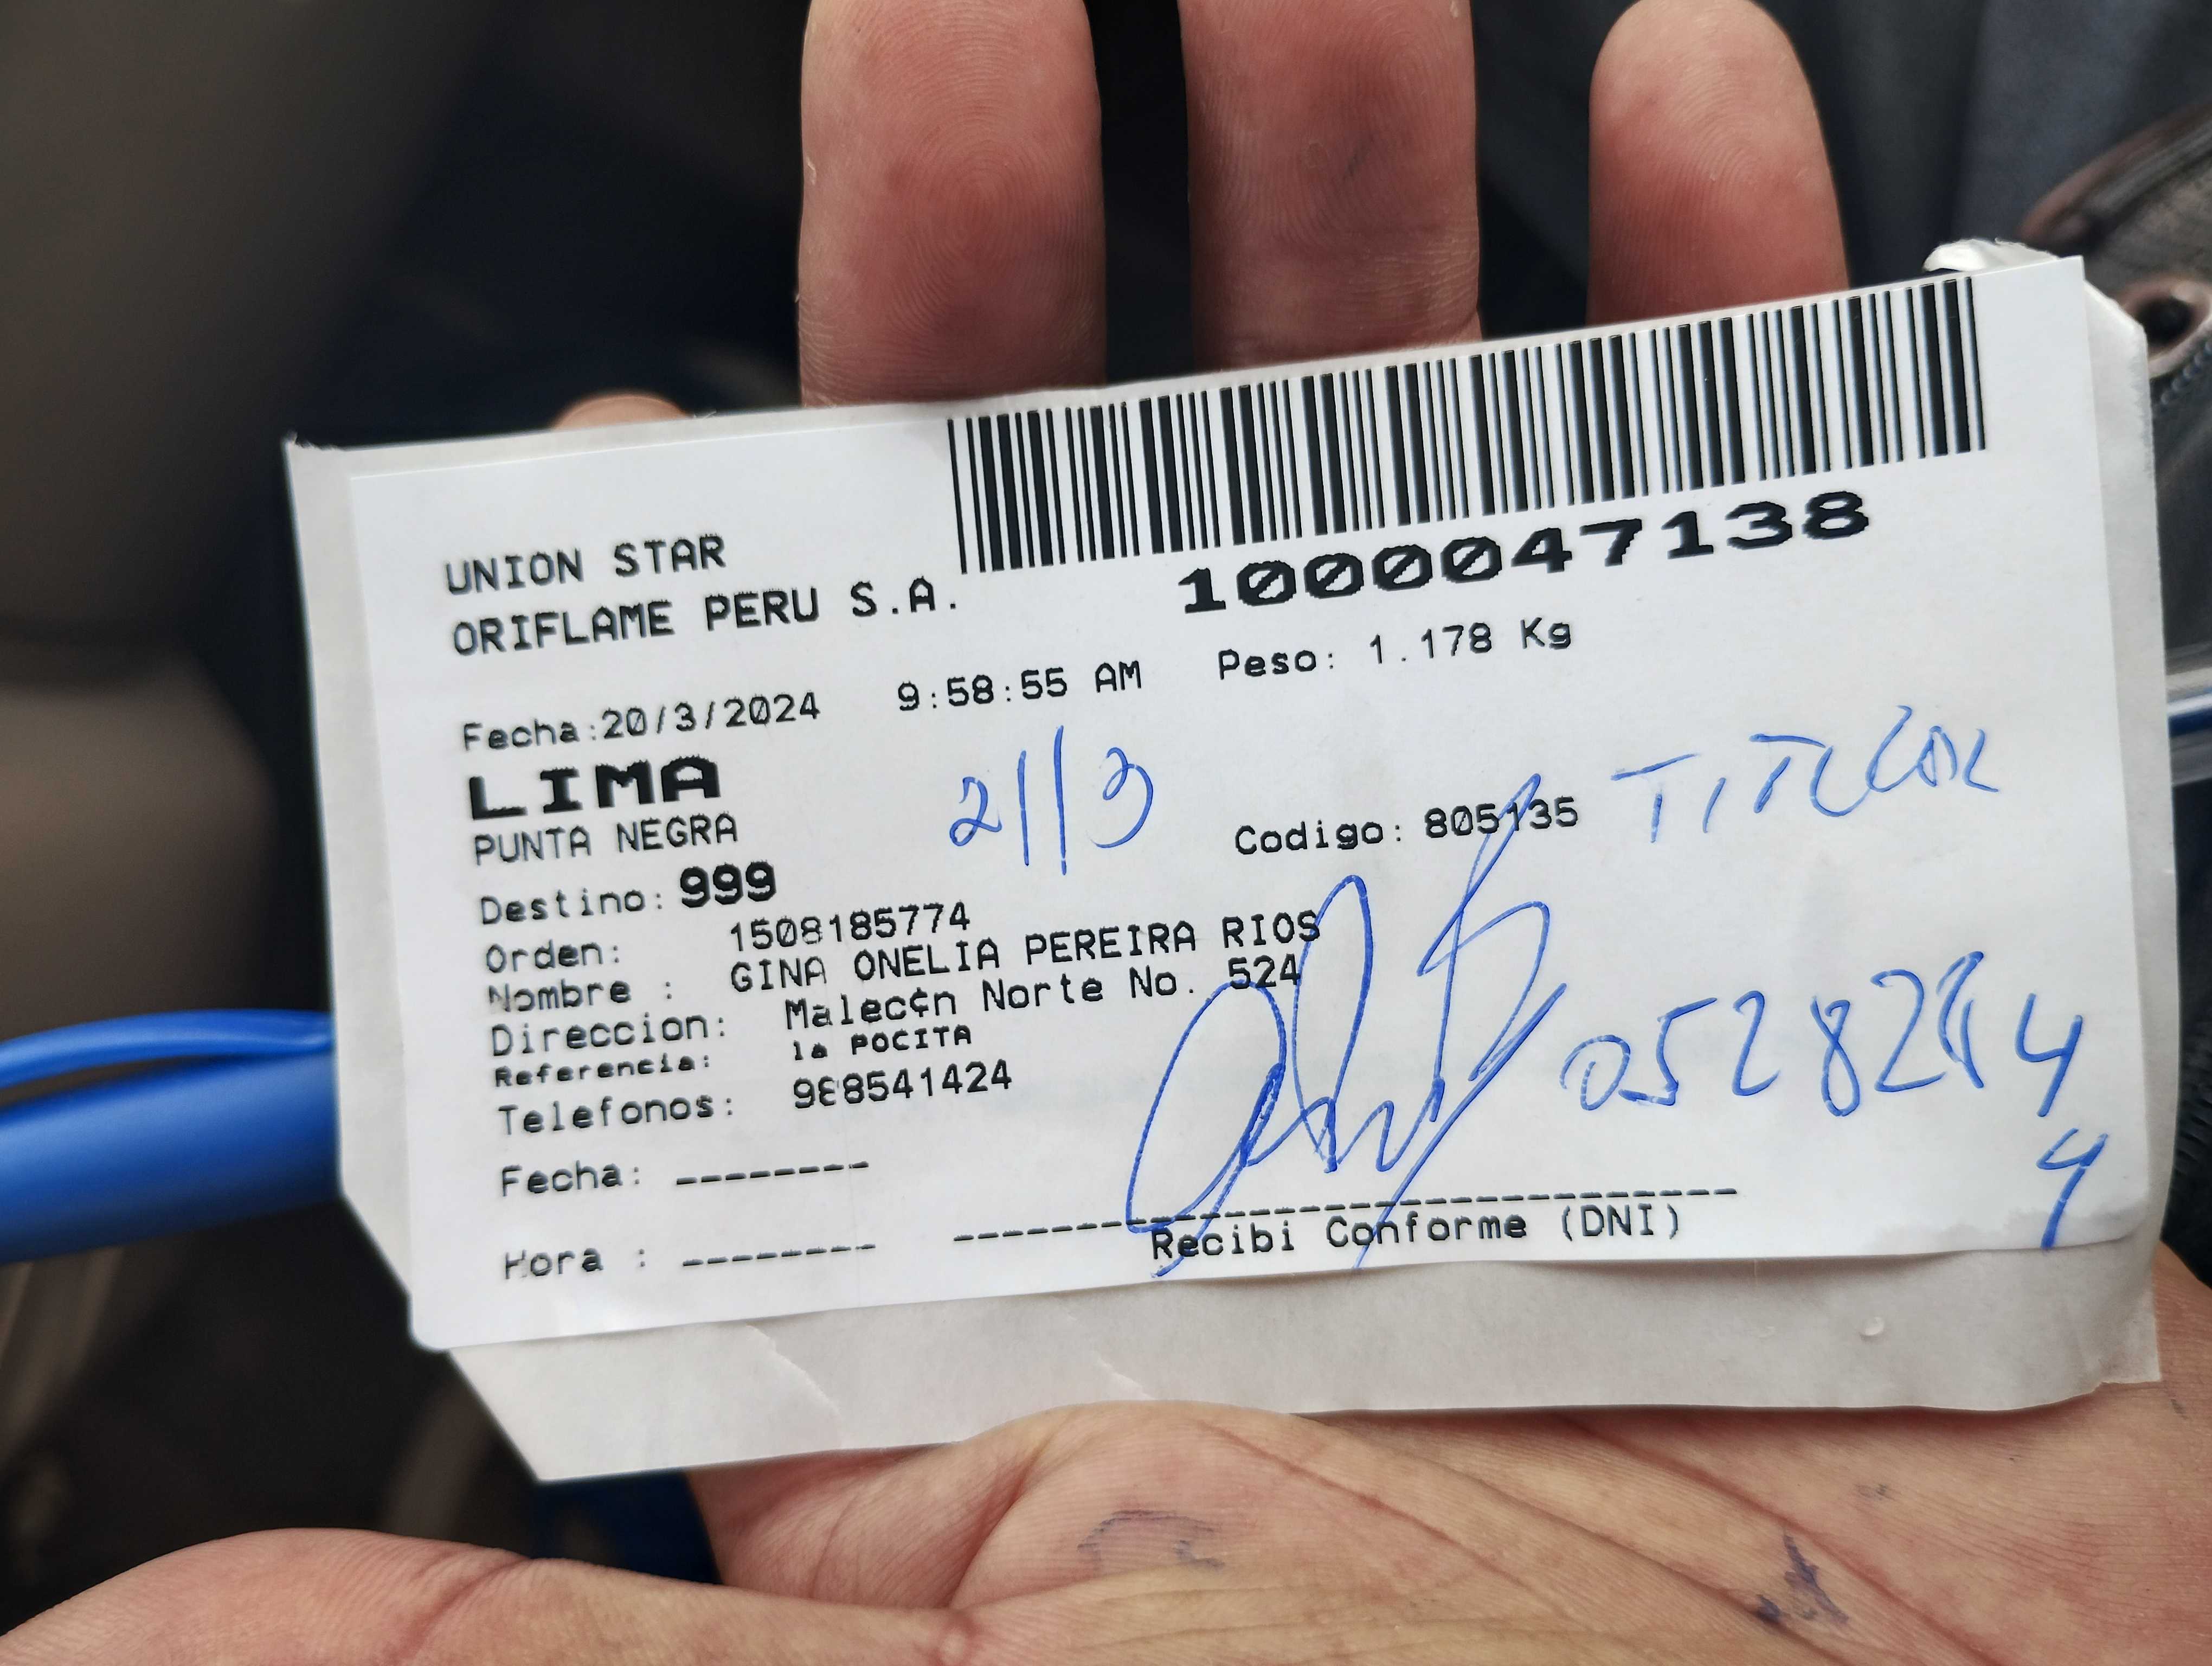 1000047138
UNION STAR
ORIFLAME PERU S.A.
Fecha:20/3/2024 9:58:55 AM Peso: 1.178 Kg
LIMA
PUNTA NEGRA
21/3
Codigo: 805135 TITULAR
Destino: 999
Orden: 1508185774
Nombre : GINA ONELIA PEREIRA RIOS
Direccion: Malec¢n Norte No. 524
Referencia: la POCITA
Telefonos: 988541424
Fecha: --------
Hora : --------
Recibi Conforme (DNI)